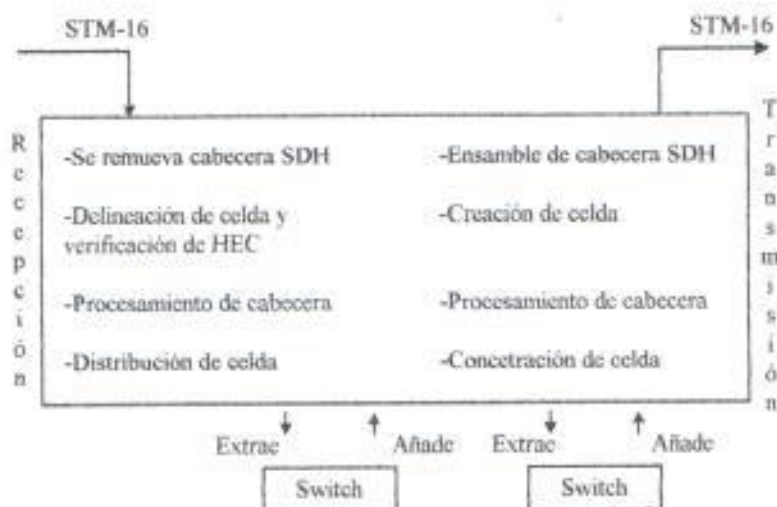 STM-16
STM-16
Recepción
-Se remueva cabecera SDH
-Delineación de celda y
verificación de HEC
-Procesamiento de cabecera
-Distribución de celda
-Ensamble de cabecera SDH
-Creación de celda
-Procesamiento de cabecera
-Concetración de celda
Transmisión
Extrae
Añade
Extrae
Añade
Switch
Switch